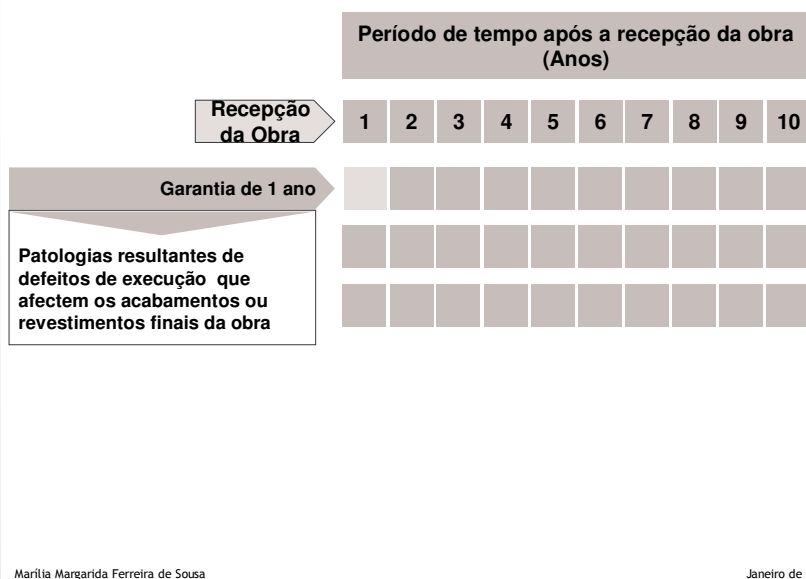 Período de tempo após a recepção da obra
(Anos)
Recepção
da Obra
1 2 3 4 5 6 7 8 9 10
Garantia de 1 ano
Patologias resultantes de
defeitos de execução que
afectem os acabamentos ou
revestimentos finais da obra
Marília Margarida Ferreira de Sousa
Janeiro de